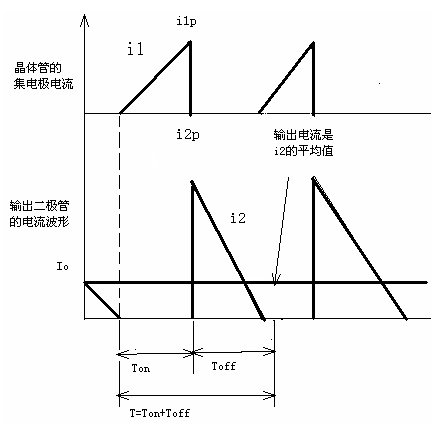 i1p
i1
晶体管的
集电极电流
i2p
输出电流是
i2的平均值
输出二极管
的电流波形
i2
Io
Ton
Toff
T=Ton+Toff